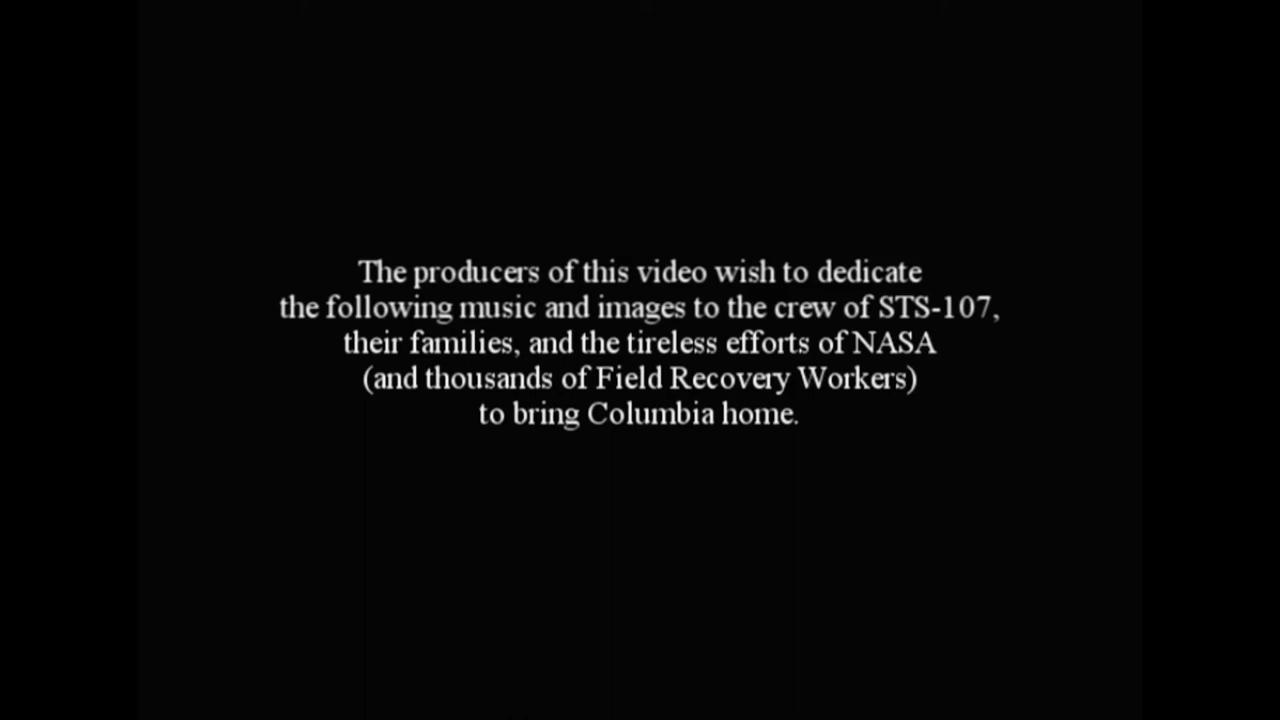 The producers of this video wish to dedicate
the following music and images to the crew of STS-107,
their families, and the tireless efforts of NASA
(and thousands of Field Recovery Workers)
to bring Columbia home.